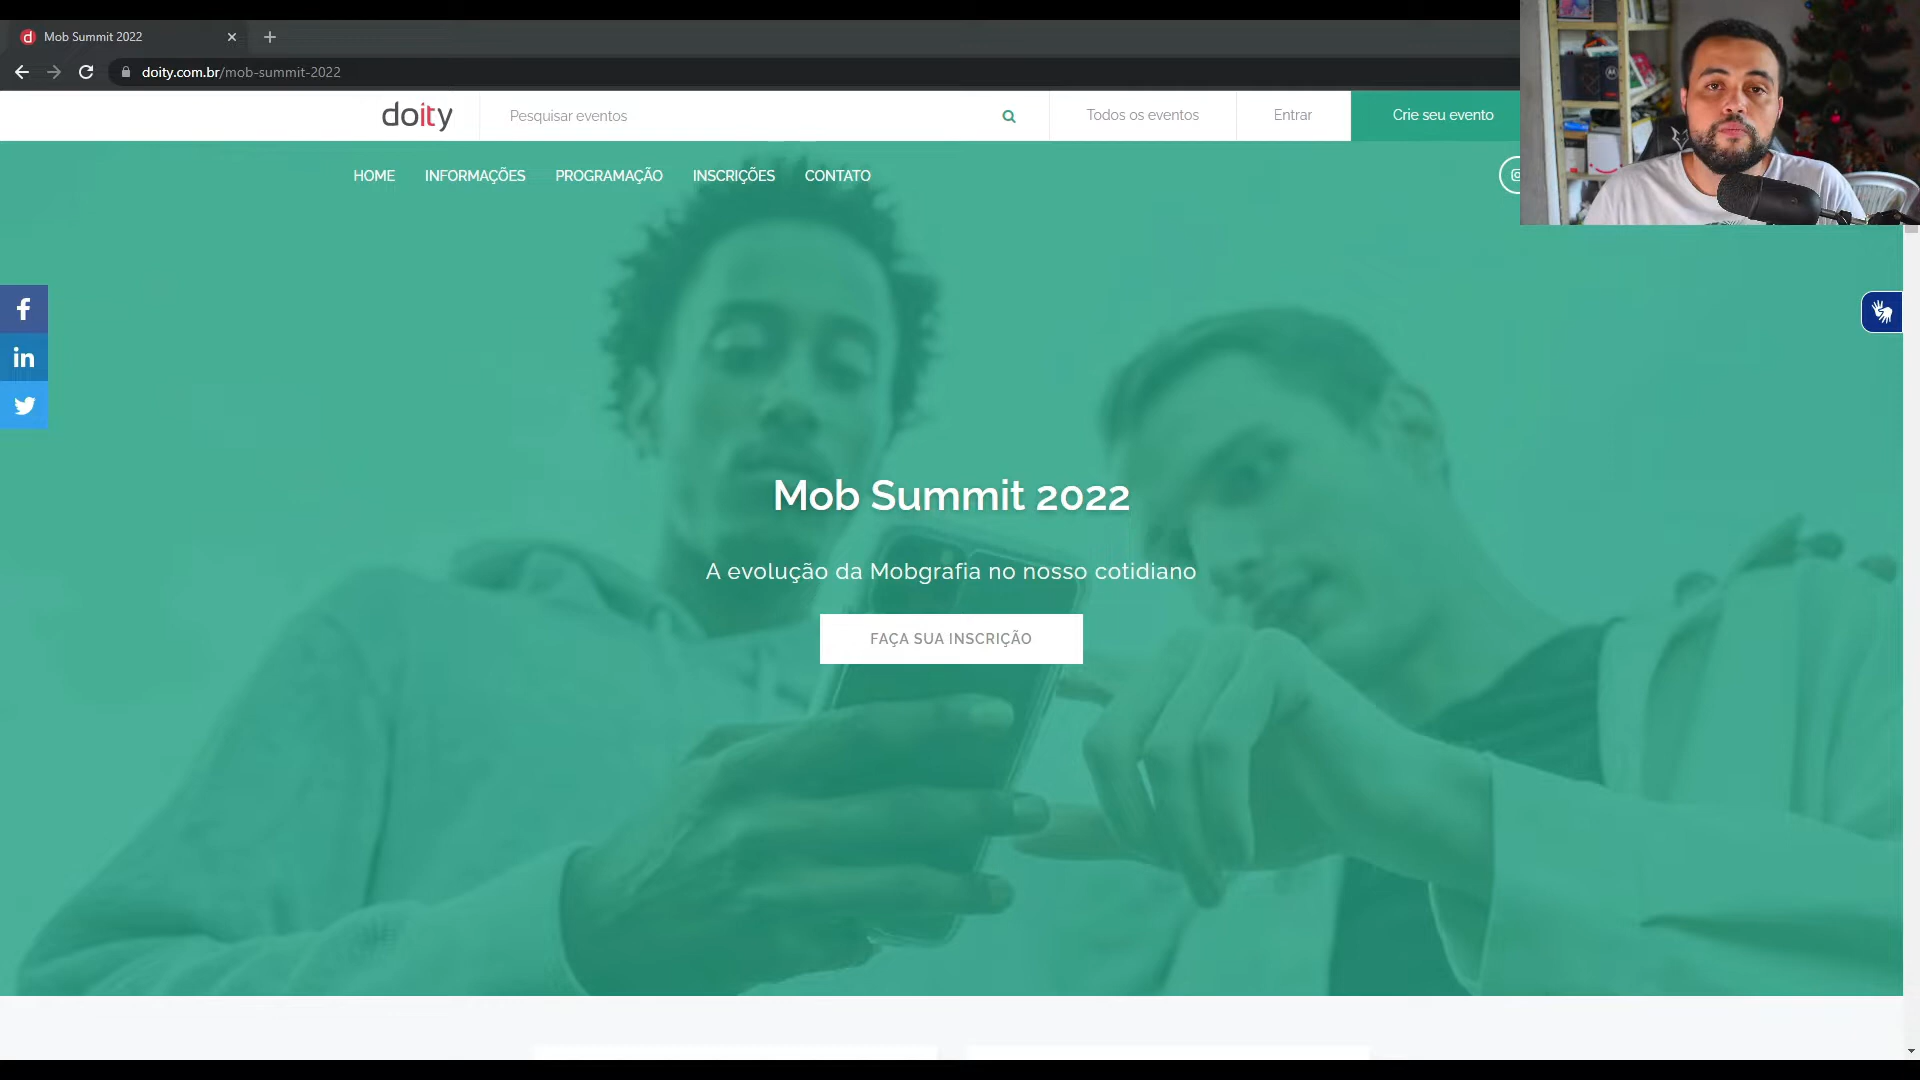 Mob Summit 2022
doity.com.br/mob-summit-2022
doity
Pesquisar eventos
Todos os eventos
Entrar
Crie seu evento
HOME
INFORMAÇÕES
PROGRAMAÇÃO
INSCRIÇÕES
CONTATO
Mob Summit 2022
A evolução da Mobgrafia no nosso cotidiano
FAÇA SUA INSCRIÇÃO